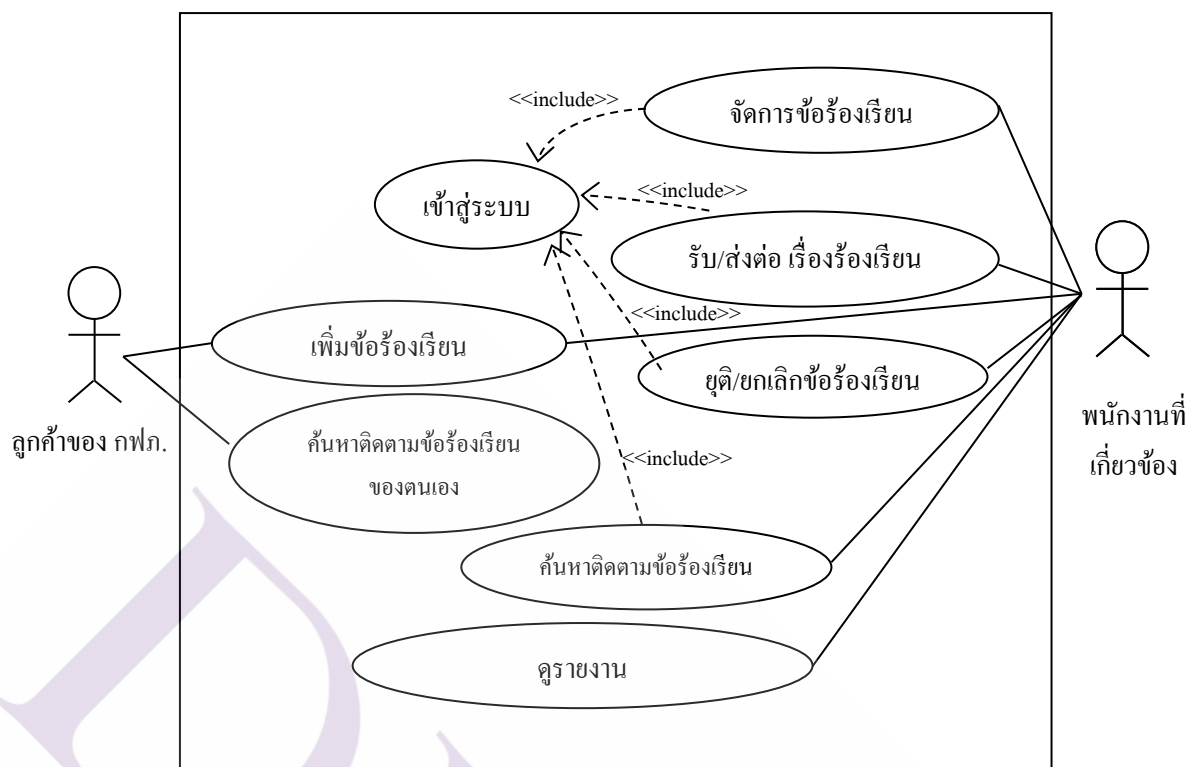 <<include>>
จัดการข้อร้องเรียน
<<include>>
เข้าสู่ระบบ
รับ/ส่งต่อ เรื่องร้องเรียน
<<include>>
เพิ่มข้อร้องเรียน
ยุติ/ยกเลิกข้อร้องเรียน
ลูกค้าของ กฟภ.
พนักงานที่
เกี่ยวข้อง
ค้นหาติดตามข้อร้องเรียน
ของตนเอง
<<include>>
ค้นหาติดตามข้อร้องเรียน
ดูรายงาน